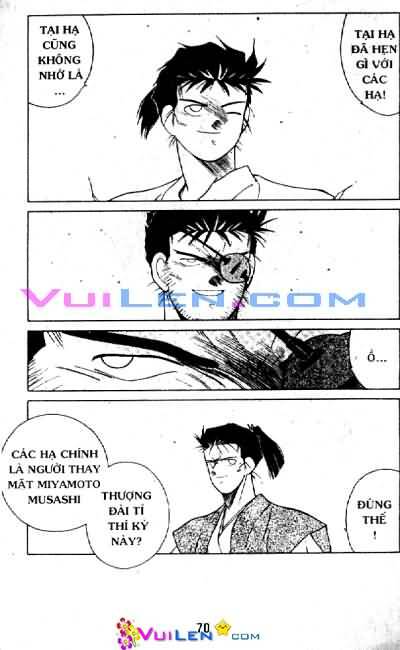 TẠI HẠ
CŨNG
KHÔNG
NHỚ LÀ
...
TẠI HẠ
ĐÃ HẸN
GÌ VỚI
CÁC
HẠ!
VUILEN.COM
Ồ...
CÁC HẠ CHÍNH
LÀ NGƯỜI THAY
MẶT MIYAMOTO
MUSASHI
THƯỢNG
ĐÀI TỈ
THÍ KỲ
NÀY?
ĐÚNG
THẾ
!
70
VUILEN.COM